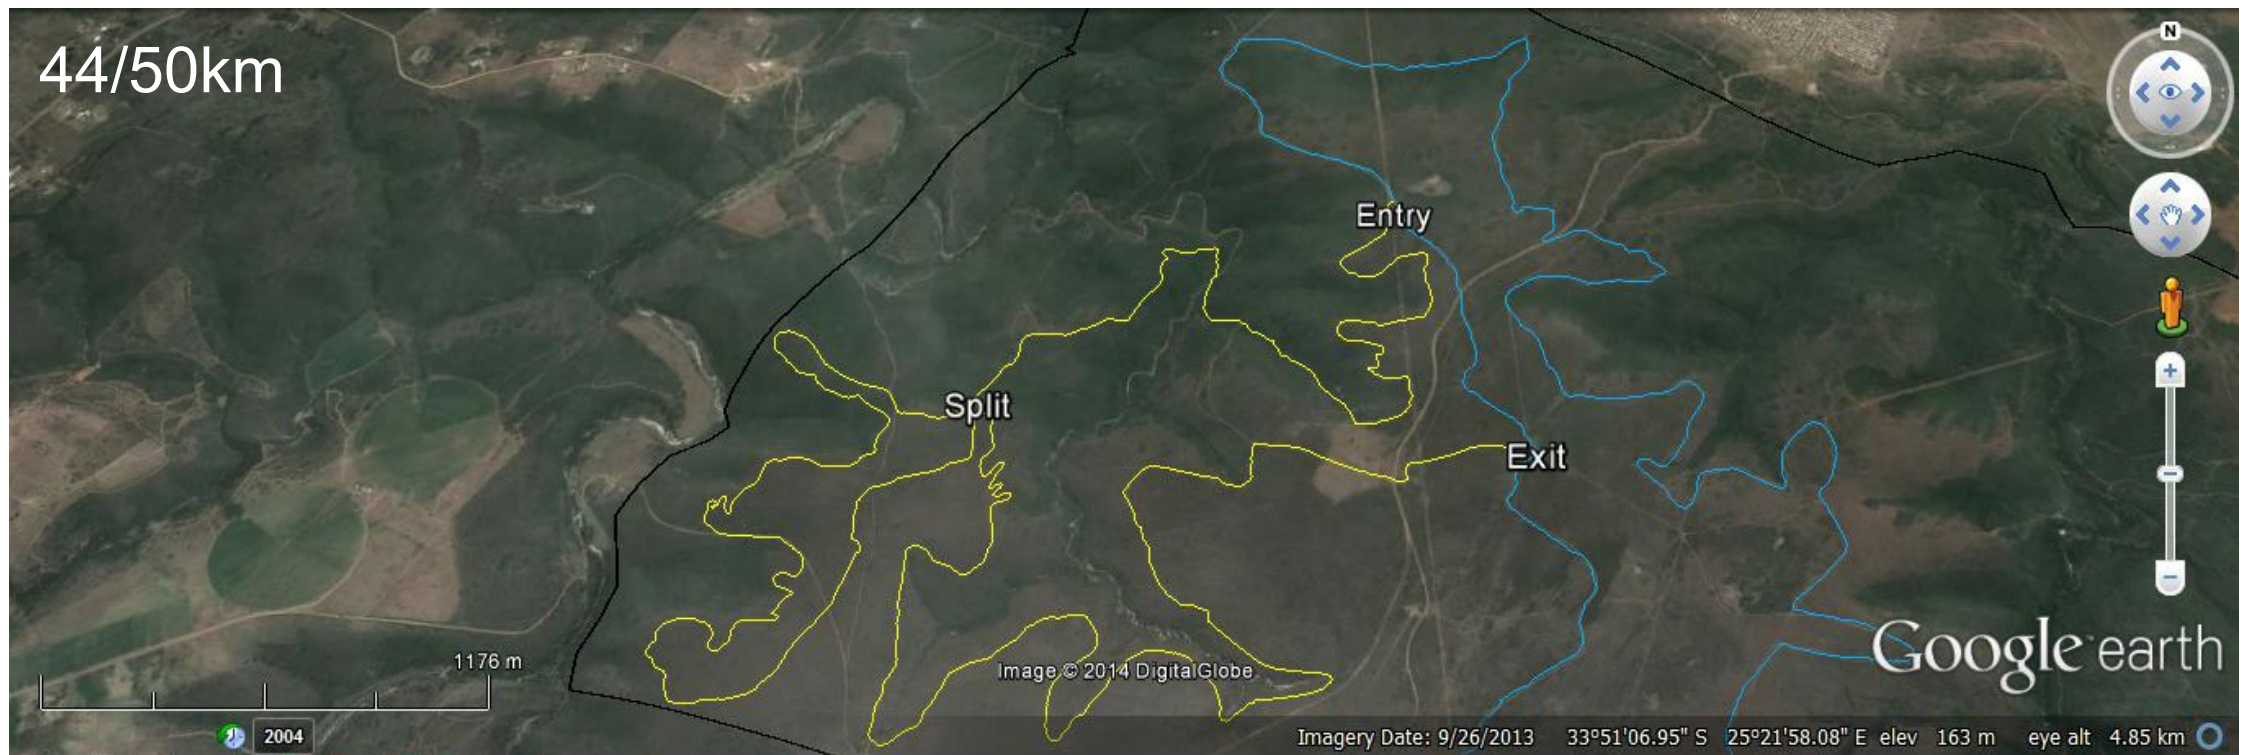 44/50km
N
Entry
Split
Exit
1176 m
Image © 2014 DigitalGlobe
Google earth
2004
Imagery Date: 9/26/2013 33°51'06.95" S 25°21'58.08" E elev 163 m eye alt 4.85 km